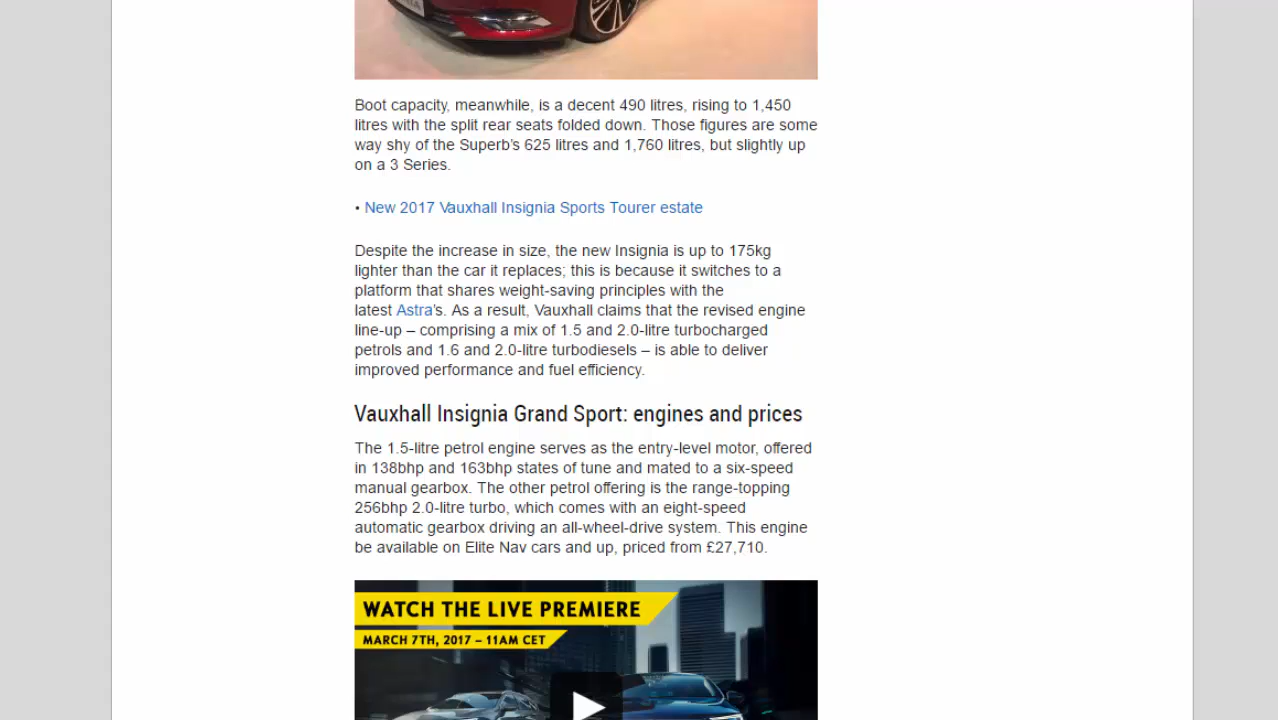 Boot capacity, meanwhile, is a decent 490 litres, rising to 1,450
litres with the split rear seats folded down. Those figures are some
way shy of the Superb’s 625 litres and 1,760 litres, but slightly up
on a 3 Series.
• New 2017 Vauxhall Insignia Sports Tourer estate
Despite the increase in size, the new Insignia is up to 175kg
lighter than the car it replaces; this is because it switches to a
platform that shares weight-saving principles with the
latest Astra’s. As a result, Vauxhall claims that the revised engine
line-up – comprising a mix of 1.5 and 2.0-litre turbocharged
petrols and 1.6 and 2.0-litre turbodiesels – is able to deliver
improved performance and fuel efficiency.
Vauxhall Insignia Grand Sport: engines and prices
The 1.5-litre petrol engine serves as the entry-level motor, offered
in 138bhp and 163bhp states of tune and mated to a six-speed
manual gearbox. The other petrol offering is the range-topping
256bhp 2.0-litre turbo, which comes with an eight-speed
automatic gearbox driving an all-wheel-drive system. This engine
be available on Elite Nav cars and up, priced from £27,710.
WATCH THE LIVE PREMIERE
MARCH 7TH, 2017 – 11AM CET